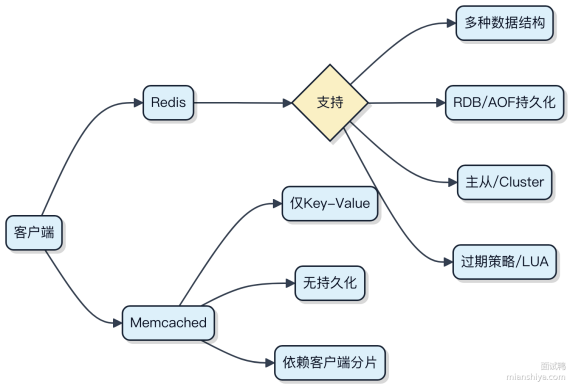 多种数据结构
Redis
支持
RDB/AOF持久化
主从/Cluster
仅Key-Value
客户端
过期策略/LUA
无持久化
Memcached
依赖客户端分片
面试鸭
mianshiya.com